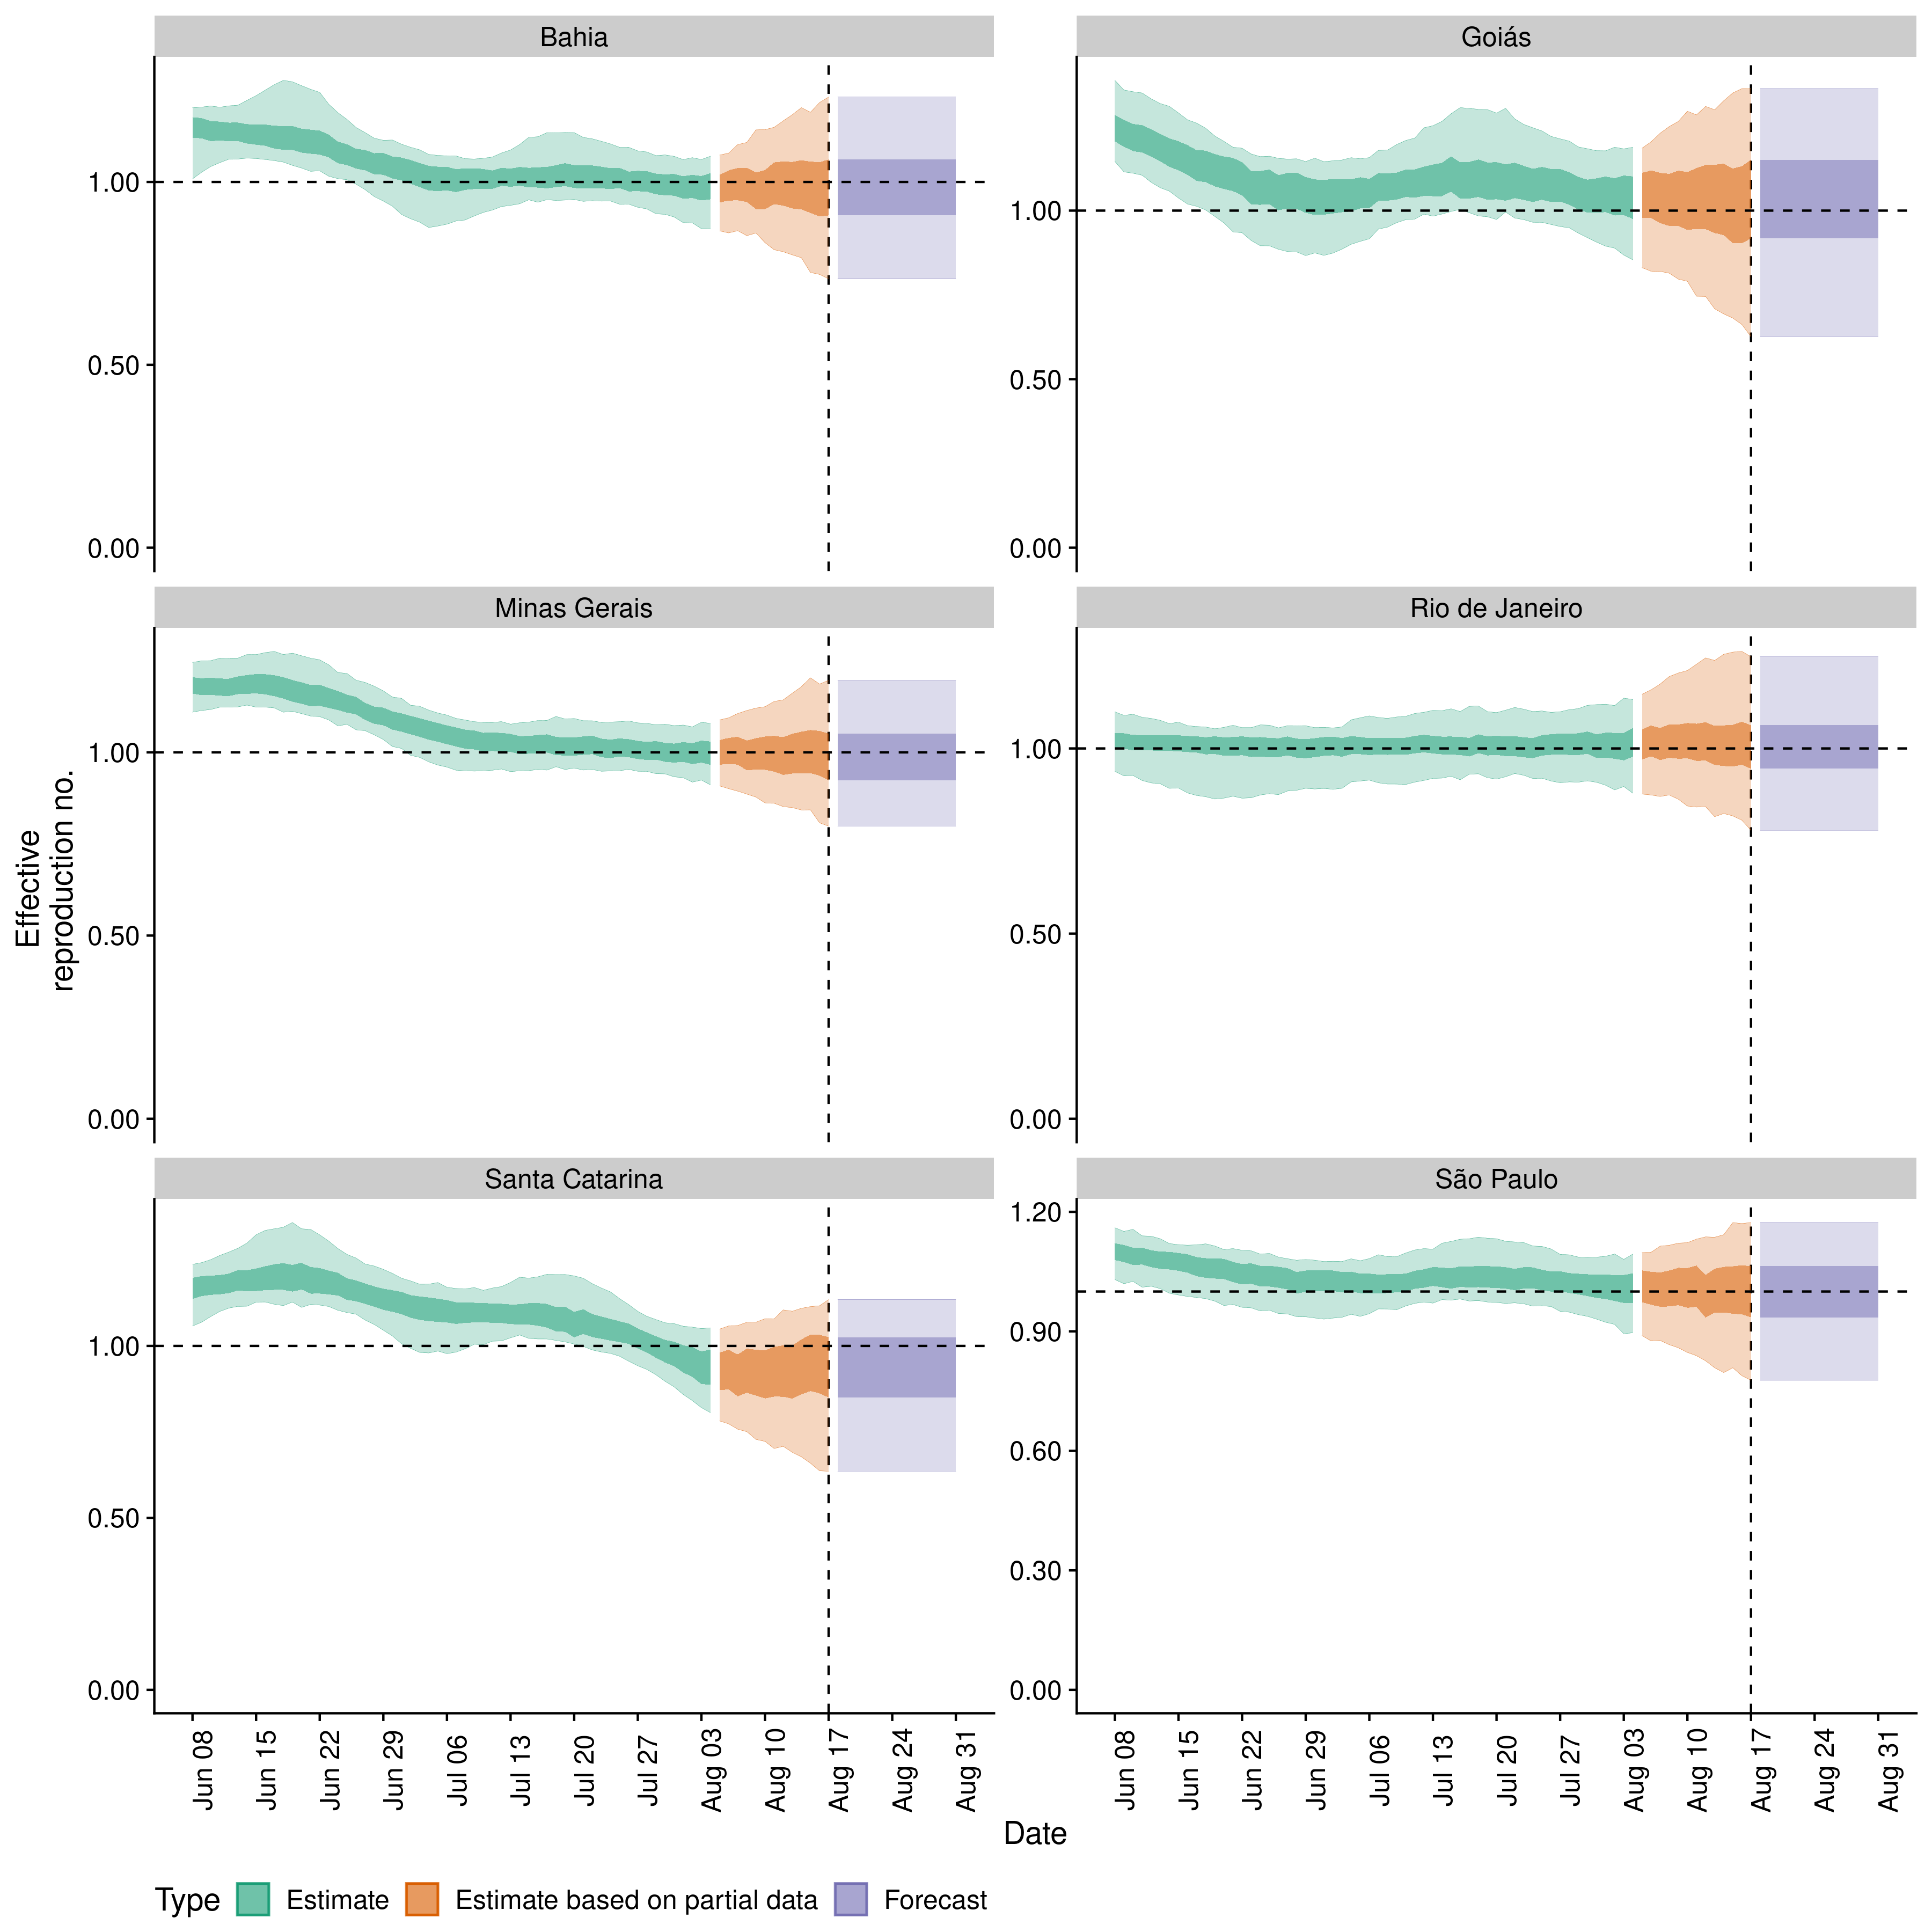 Bahia
Goiás
1.00
0.50
0.00
1.00
0.50
0.00
Minas Gerais
Rio de Janeiro
1.00
0.50
0.00
1.00
0.50
0.00
Santa Catarina
São Paulo
1.00
0.50
0.00
1.20
0.90
0.60
0.30
0.00
Effective
reproduction no.
Jun 08
Jun 15
Jun 22
Jun 29
Jul 06
Jul 13
Jul 20
Jul 27
Aug 03
Aug 10
Aug 17
Aug 24
Aug 31
Jun 08
Jun 15
Jun 22
Jun 29
Jul 06
Jul 13
Jul 20
Jul 27
Aug 03
Aug 10
Aug 17
Aug 24
Aug 31
Date
Type Estimate Estimate based on partial data Forecast